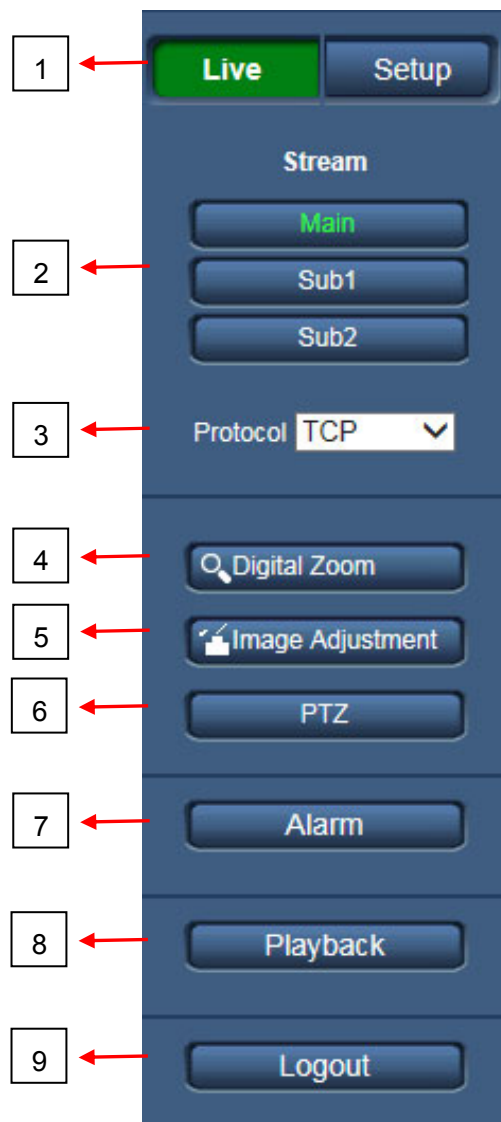 1 Live Setup
Stream
Main
2 Sub1
Sub2
3 Protocol TCP
4 Digital Zoom
5 Image Adjustment
6 PTZ
7 Alarm
8 Playback
9 Logout